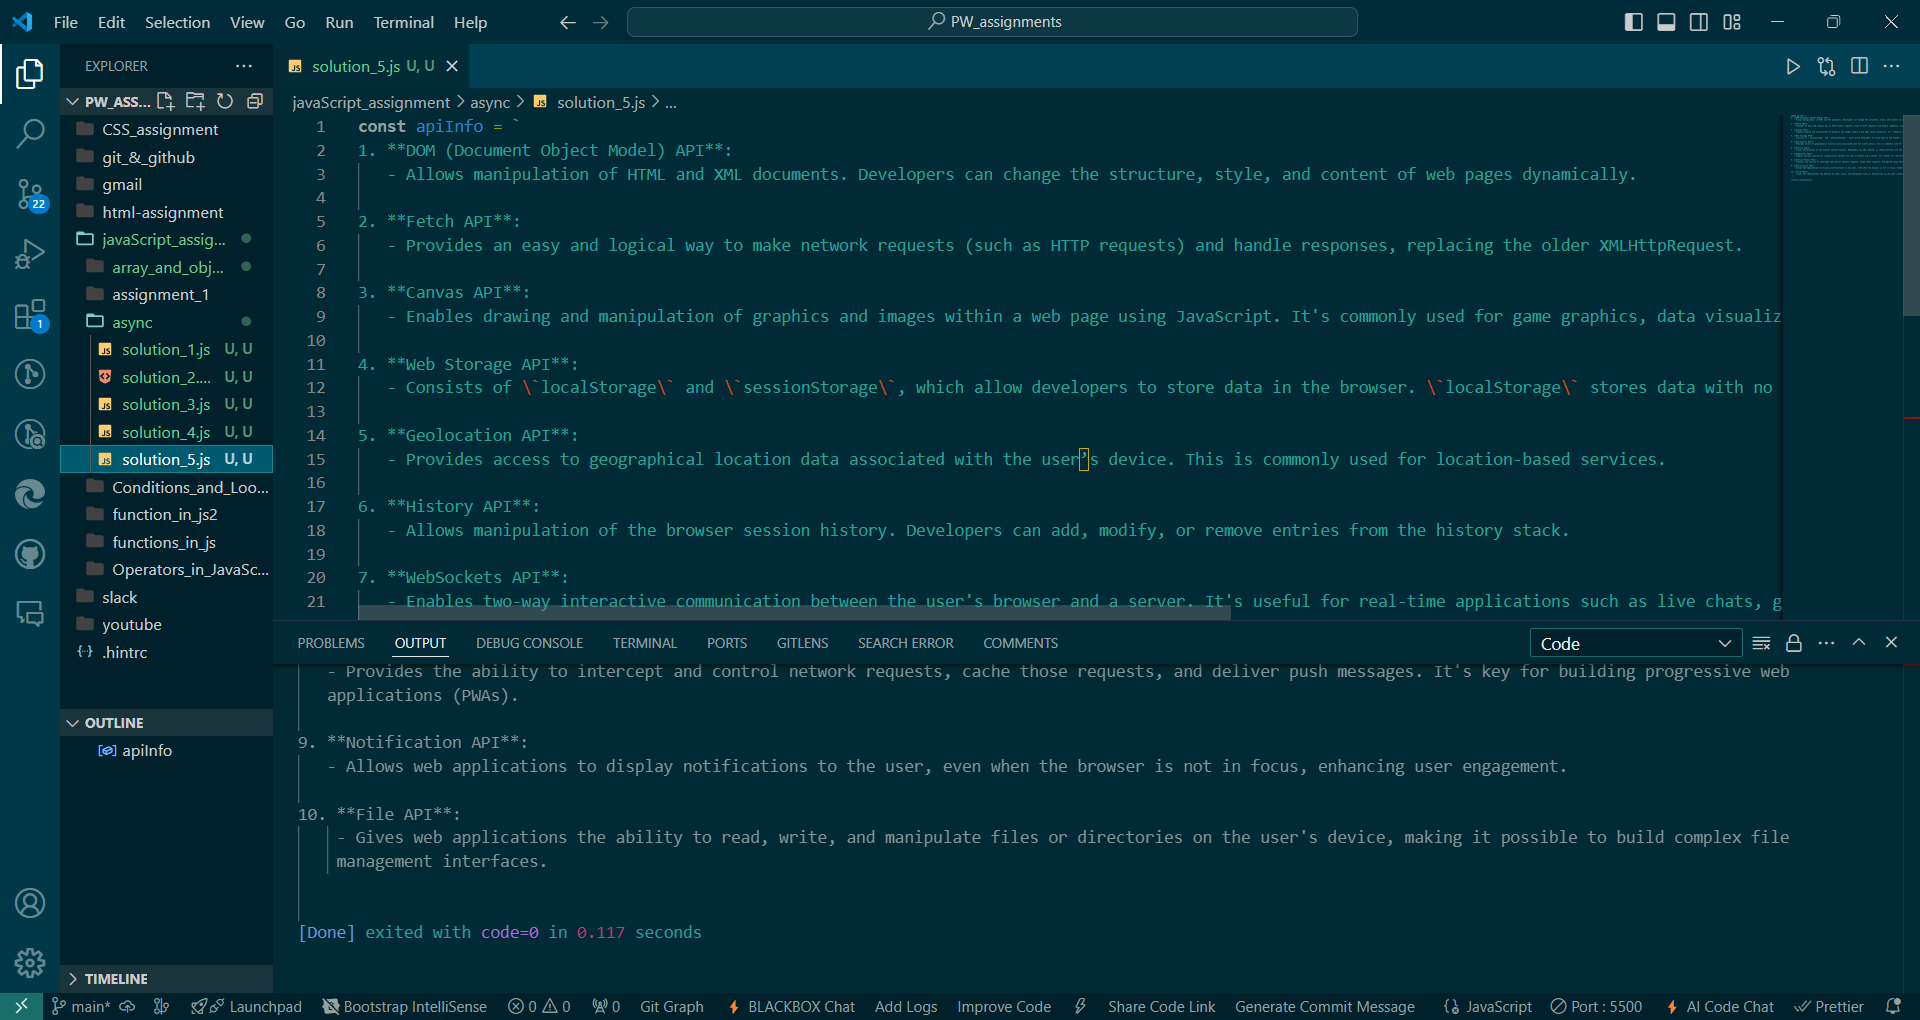 File Edit Selection View Go Run Terminal Help
PW_assignments
EXPLORER
PW_ASS...
CSS_assignment
git_&_github
gmail
html-assignment
javaScript_assig...
array_and_obj...
assignment_1
async
solution_1.js U, U
solution_2.... U, U
solution_3.js U, U
solution_4.js U, U
solution_5.js U, U
Conditions_and_Loo...
function_in_js2
functions_in_js
Operators_in_JavaSc...
slack
youtube
.hintrc
OUTLINE
apiInfo
TIMELINE
22
1
solution_5.js U, U
javaScript_assignment > async > solution_5.js > ...
1 const apiInfo = `
2 1. **DOM (Document Object Model) API**:
3 - Allows manipulation of HTML and XML documents. Developers can change the structure, style, and content of web pages dynamically.
4
5 2. **Fetch API**:
6 - Provides an easy and logical way to make network requests (such as HTTP requests) and handle responses, replacing the older XMLHttpRequest.
7
8 3. **Canvas API**:
9 - Enables drawing and manipulation of graphics and images within a web page using JavaScript. It's commonly used for game graphics, data visualiz
10
11 4. **Web Storage API**:
12 - Consists of \`localStorage\` and \`sessionStorage\`, which allow developers to store data in the browser. \`localStorage\` stores data with no
13
14 5. **Geolocation API**:
15 - Provides access to geographical location data associated with the user’s device. This is commonly used for location-based services.
16
17 6. **History API**:
18 - Allows manipulation of the browser session history. Developers can add, modify, or remove entries from the history stack.
19
20 7. **WebSockets API**:
21 - Enables two-way interactive communication between the user's browser and a server. It's useful for real-time applications such as live chats, g
PROBLEMS OUTPUT DEBUG CONSOLE TERMINAL PORTS GITLENS SEARCH ERROR COMMENTS
Code
- Provides the ability to intercept and control network requests, cache those requests, and deliver push messages. It's key for building progressive web
applications (PWAs).
9. **Notification API**:
- Allows web applications to display notifications to the user, even when the browser is not in focus, enhancing user engagement.
10. **File API**:
- Gives web applications the ability to read, write, and manipulate files or directories on the user's device, making it possible to build complex file
management interfaces.
[Done] exited with code=0 in 0.117 seconds
main* Launchpad Bootstrap IntelliSense 0 0 0 Git Graph BLACKBOX Chat Add Logs Improve Code Share Code Link Generate Commit Message JavaScript Port : 5500 AI Code Chat Prettier